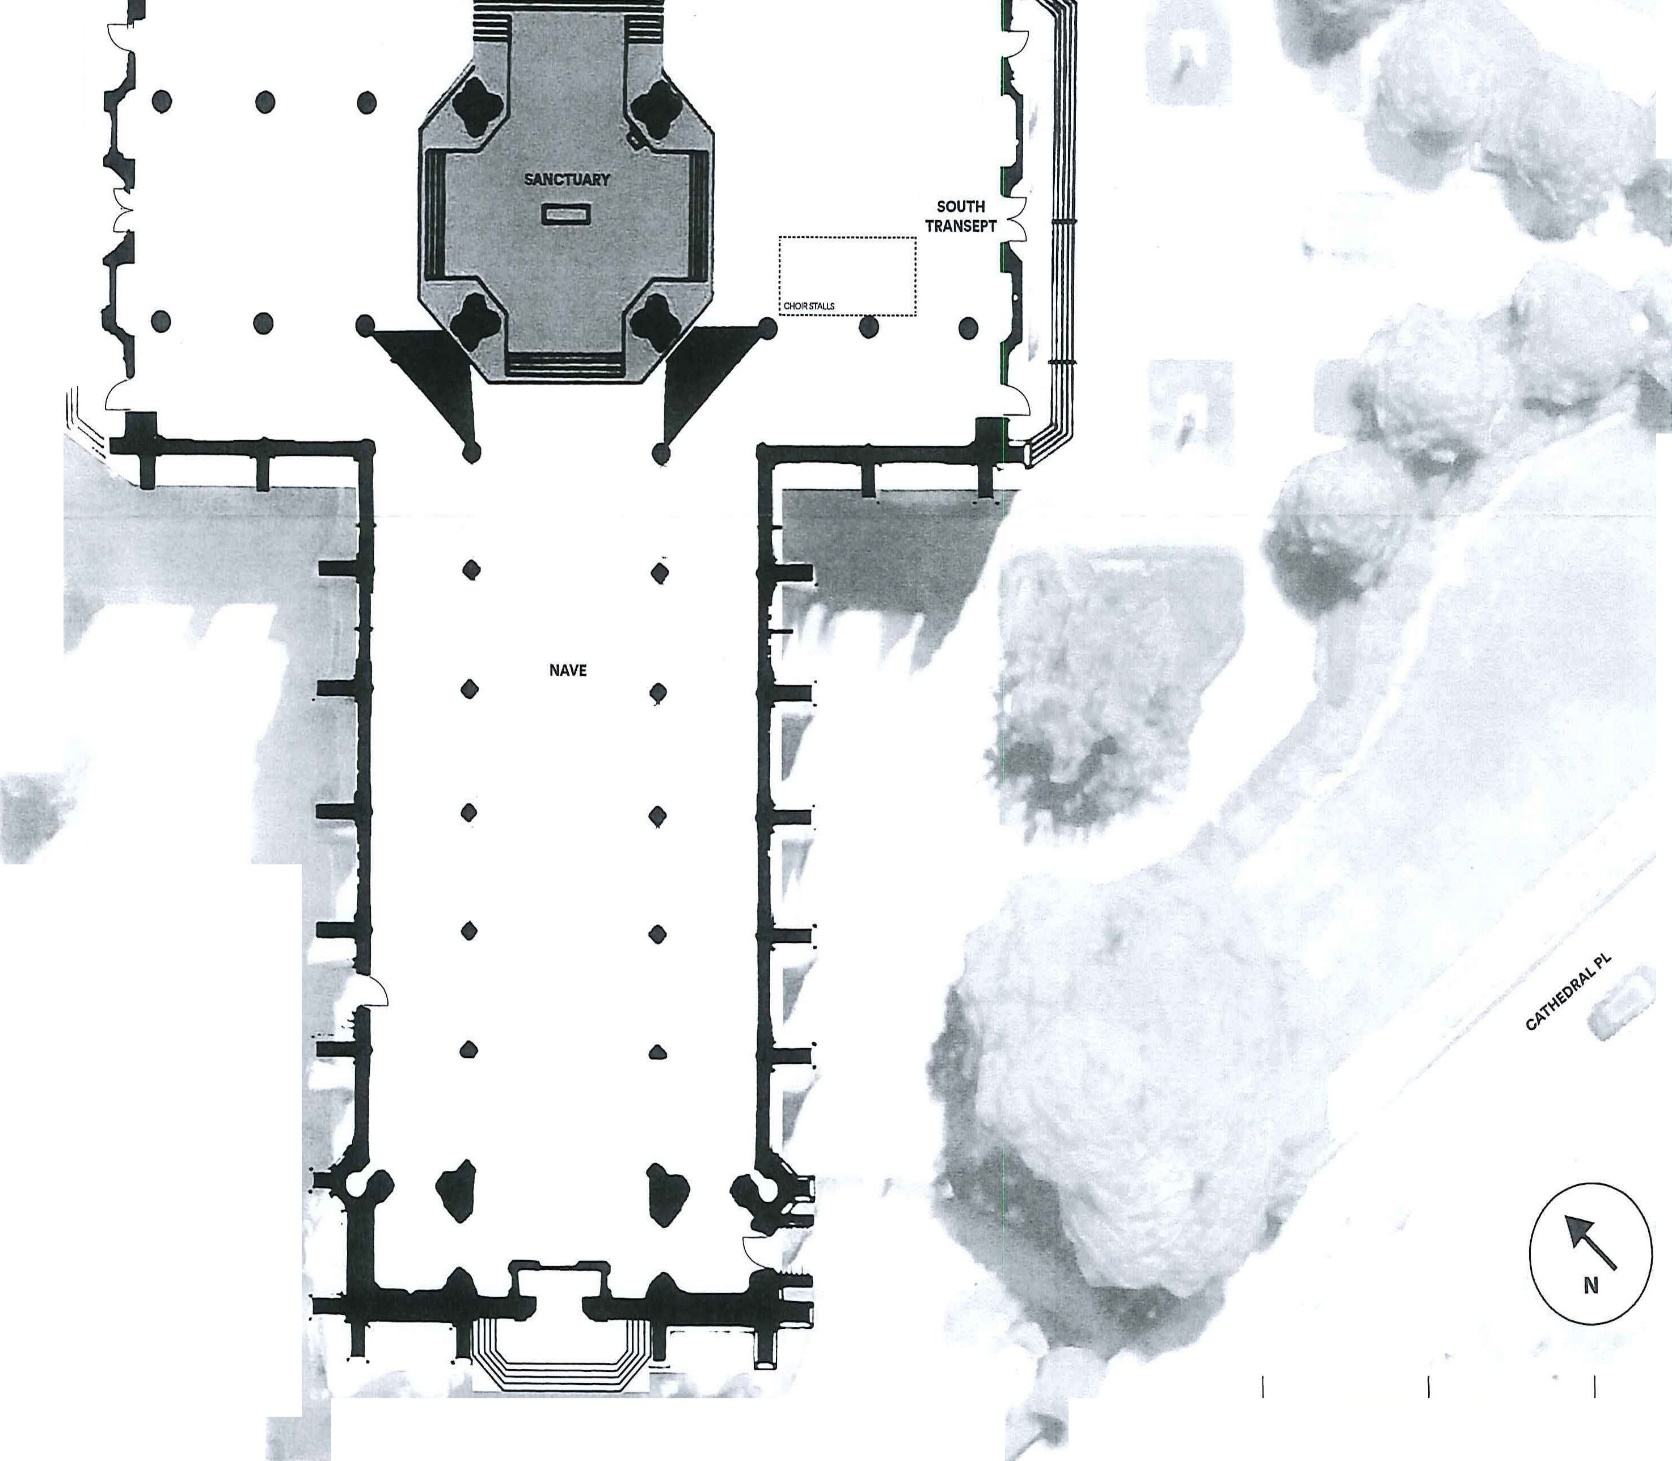 SANCTUARY
SOUTH
TRANSEPT
CHOIR STALLS
NAVE
CATHEDRAL PL
N